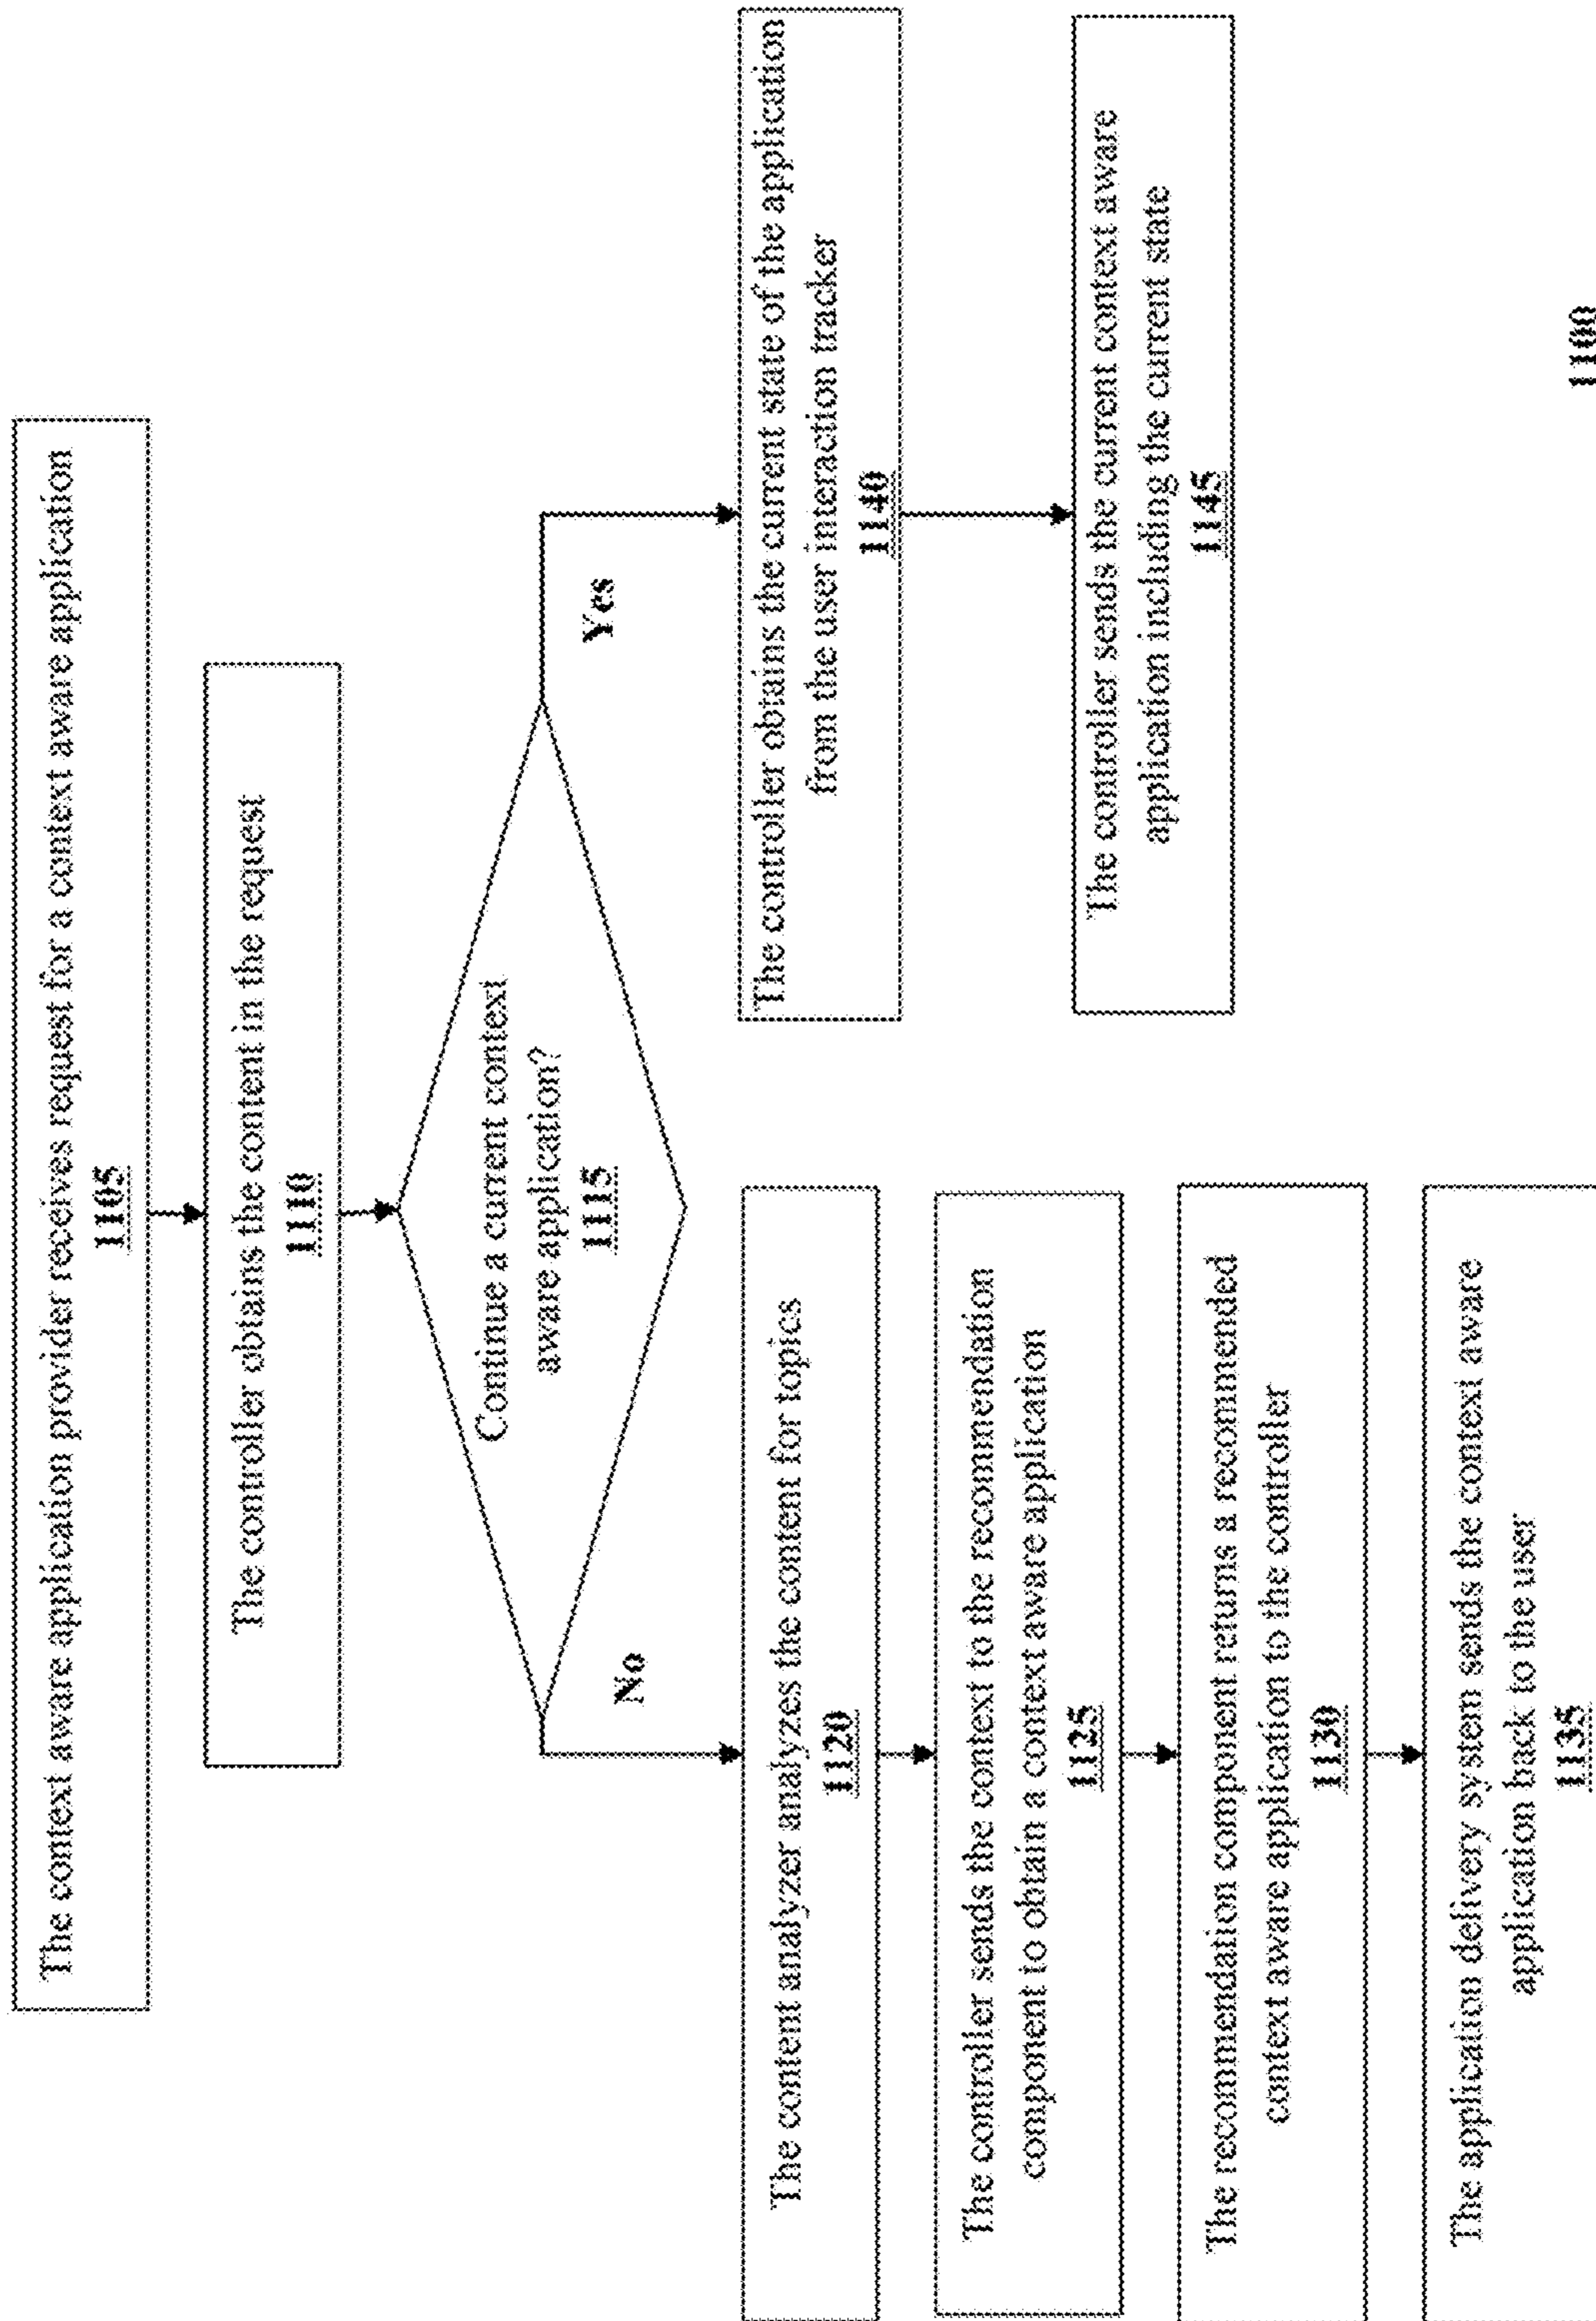 The context aware application provider receives request for a context aware application
1105
The controller obtains the content in the request
1110
Continue a current context
aware application?
1115
No
Yes
The content analyzer analyzes the content for topics
1120
The controller sends the context to the recommendation
component to obtain a context aware application
1125
The recommendation component returns a recommended
context aware application to the controller
1130
The application delivery system sends the context aware
application back to the user
1135
The controller obtains the current state of the application
from the user interaction tracker
1140
The controller sends the current context aware
application including the current state
1145
1100